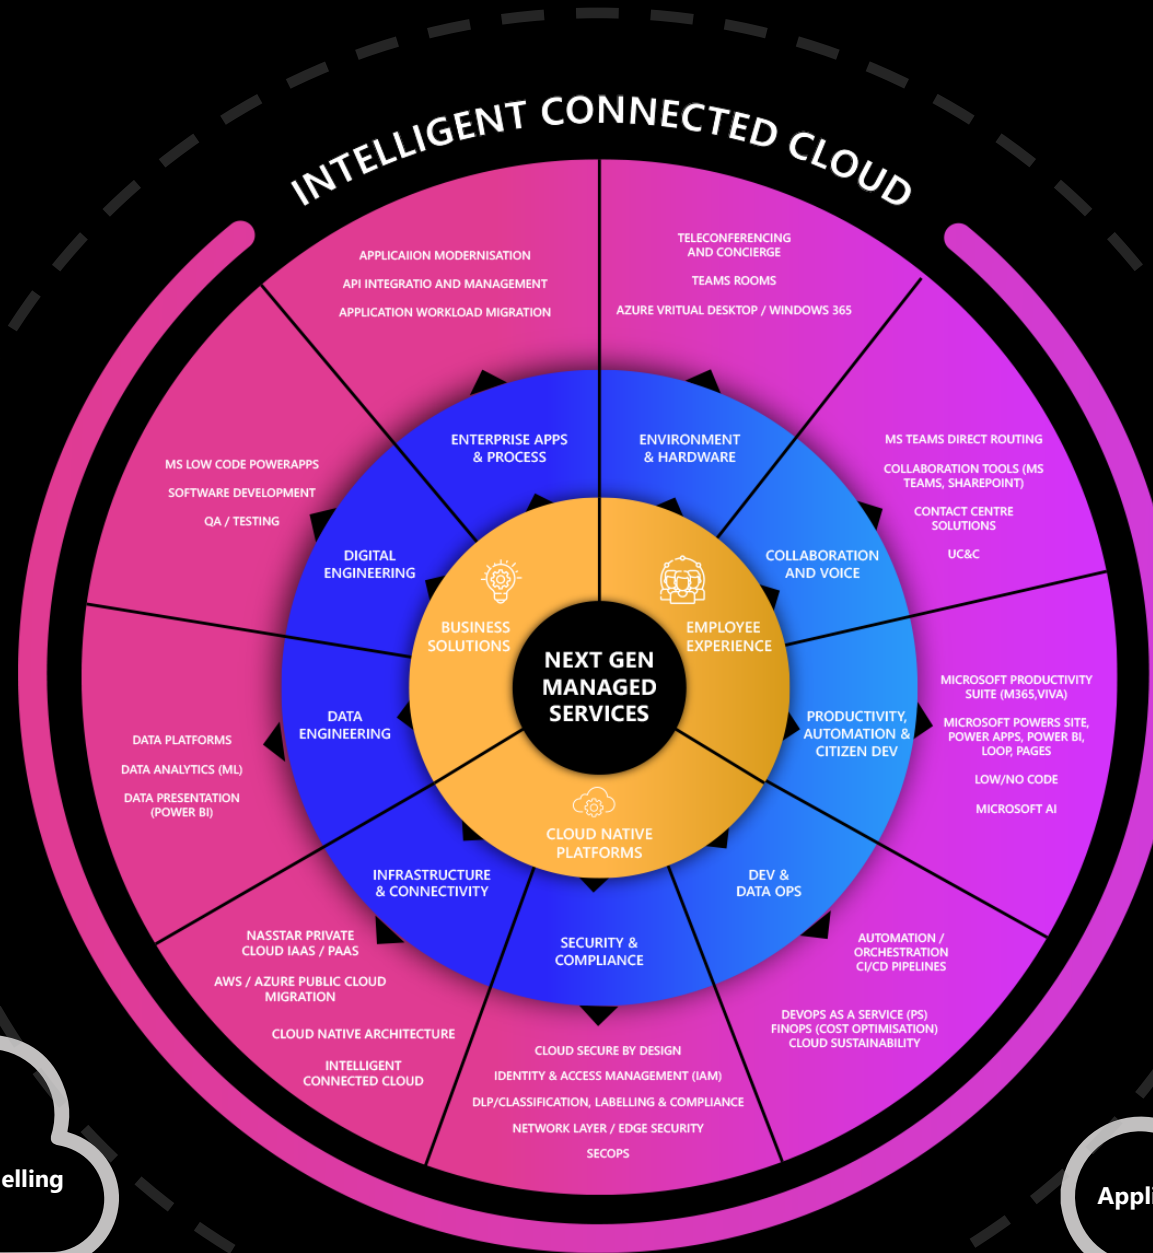 INTELLIGENT CONNECTED CLOUD
APPLICAIION MODERNISATION
API INTEGRATIO AND MANAGEMENT
APPLICATION WORKLOAD MIGRATION
TELECONFERENCING
AND CONCIERGE
TEAMS ROOMS
AZURE VRITUAL DESKTOP / WINDOWS 365
MS LOW CODE POWERAPPS
SOFTWARE DEVELOPMENT
QA / TESTING
ENTERPRISE APPS
& PROCESS
ENVIRONMENT
& HARDWARE
MS TEAMS DIRECT ROUTING
COLLABORATION TOOLS (MS
TEAMS, SHAREPOINT)
CONTACT CENTRE
SOLUTIONS
UC&C
DIGITAL
ENGINEERING
COLLABORATION
AND VOICE
BUSINESS
SOLUTIONS
EMPLOYEE
EXPERIENCE
NEXT GEN
MANAGED
SERVICES
DATA PLATFORMS
DATA ANALYTICS (ML)
DATA PRESENTATION
(POWER BI)
DATA
ENGINEERING
PRODUCTIVITY,
AUTOMATION &
CITIZEN DEV
MICROSOFT PRODUCTIVITY
SUITE (M365,VIVA)
MICROSOFT POWERS SITE,
POWER APPS, POWER BI,
LOOP, PAGES
LOW/NO CODE
MICROSOFT AI
CLOUD NATIVE
PLATFORMS
INFRASTRUCTURE
& CONNECTIVITY
DEV &
DATA OPS
SECURITY &
COMPLIANCE
NASSTAR PRIVATE
CLOUD IAAS / PAAS
AWS / AZURE PUBLIC CLOUD
MIGRATION
CLOUD NATIVE ARCHITECTURE
INTELLIGENT
CONNECTED CLOUD
AUTOMATION /
ORCHESTRATION
CI/CD PIPELINES
DEVOPS AS A SERVICE (PS)
FINOPS (COST OPTIMISATION)
CLOUD SUSTAINABILITY
CLOUD SECURE BY DESIGN
IDENTITY & ACCESS MANAGEMENT (IAM)
DLP/CLASSIFICATION, LABELLING & COMPLIANCE
NETWORK LAYER / EDGE SECURITY
SECOPS
elling
Appli